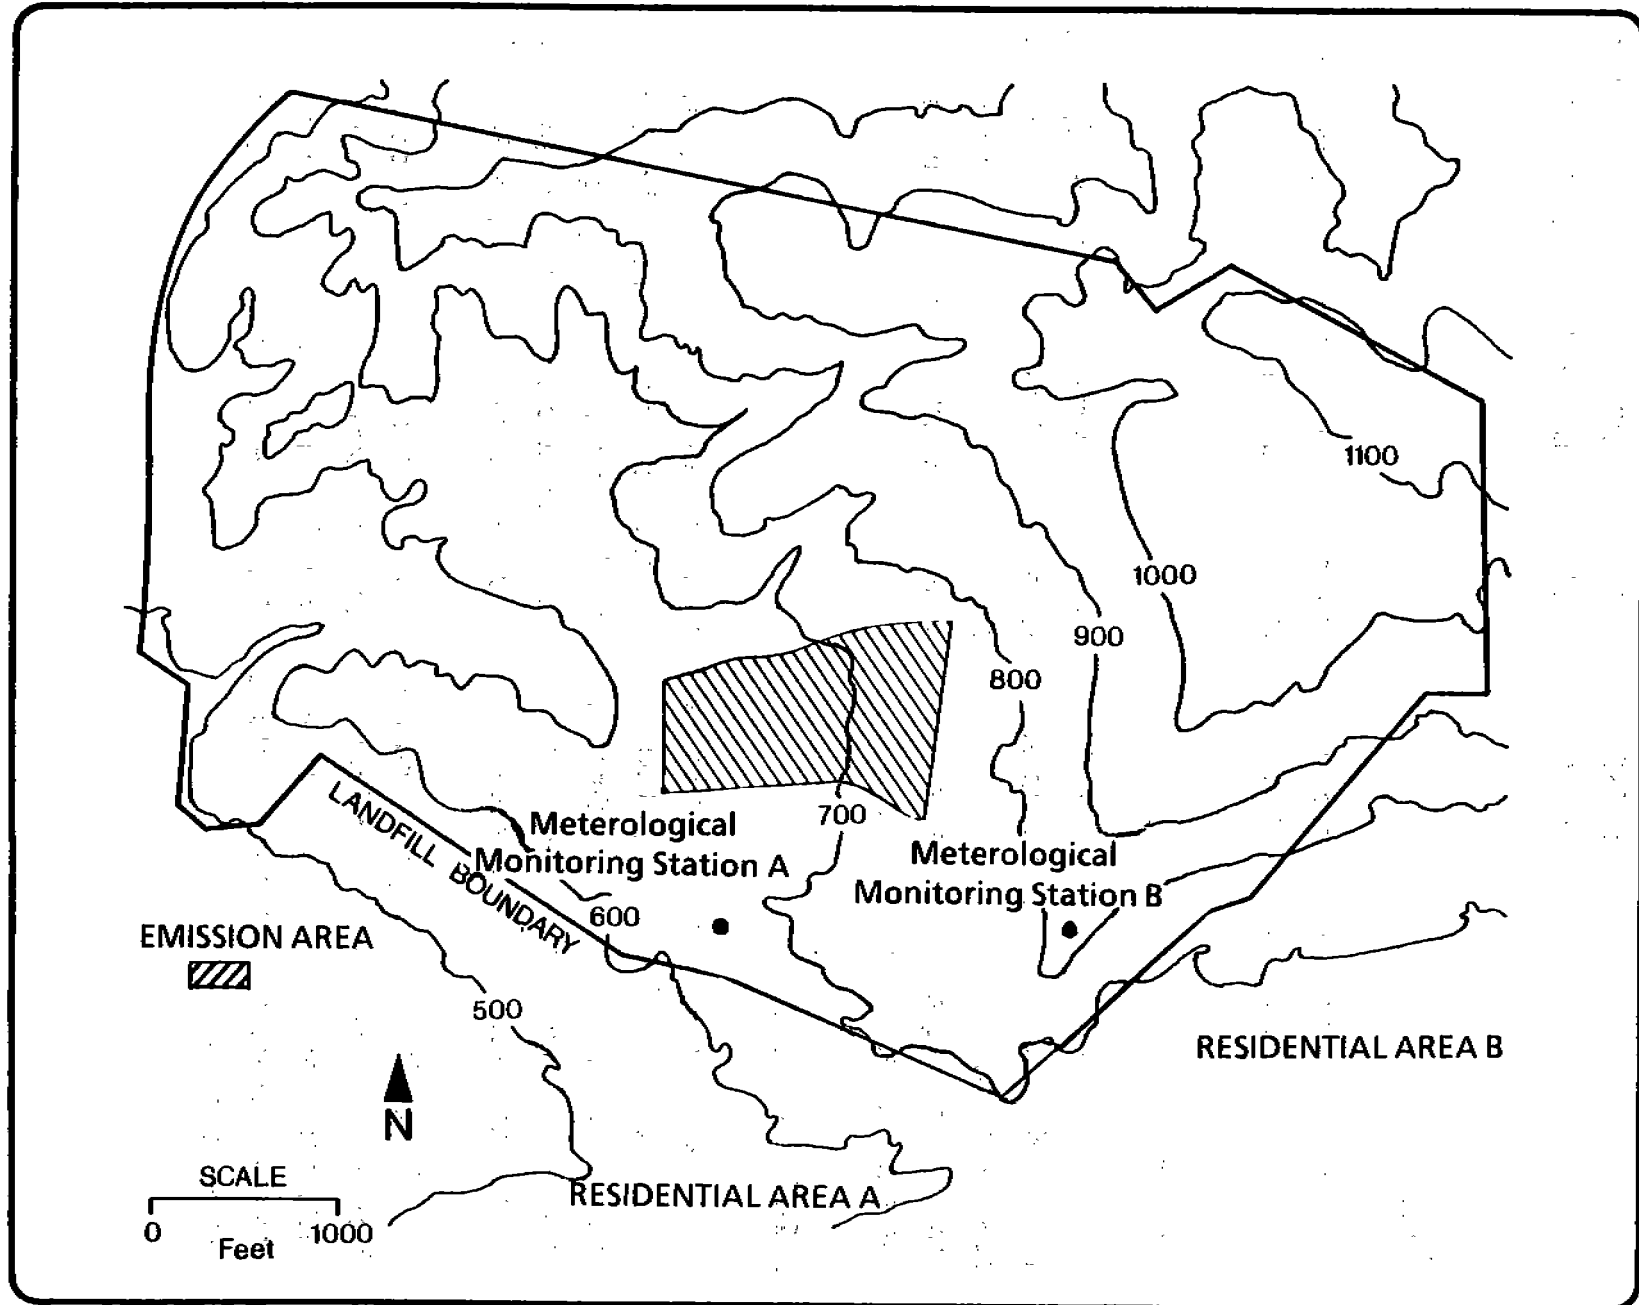 1100
1000
900
800
700
LANDFILL BOUNDARY
Meterological
Monitoring Station A
Meterological
Monitoring Station B
600
EMISSION AREA
500
RESIDENTIAL AREA B
N
SCALE
0 1000
Feet
RESIDENTIAL AREA A